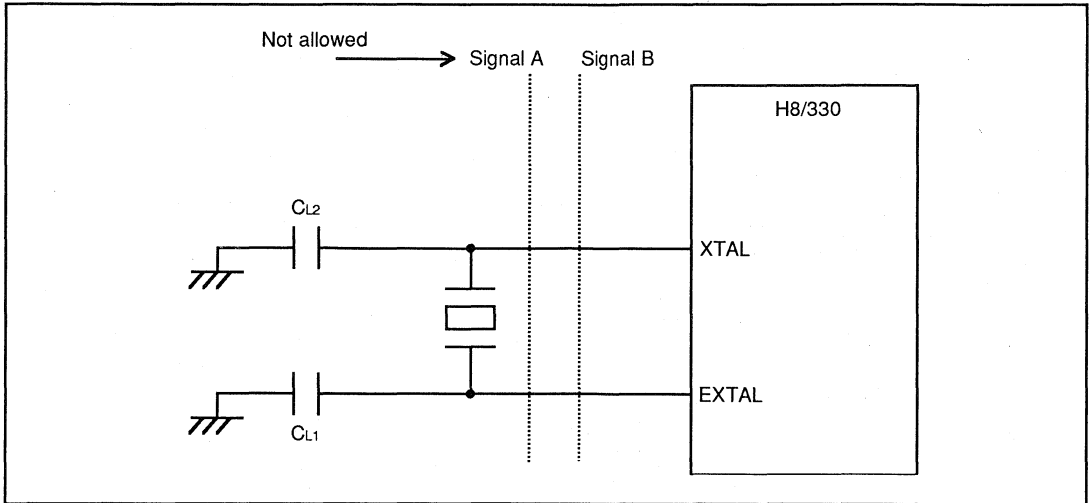 Not allowed
Signal A
Signal B
H8/330
CL2
XTAL
EXTAL
CL1